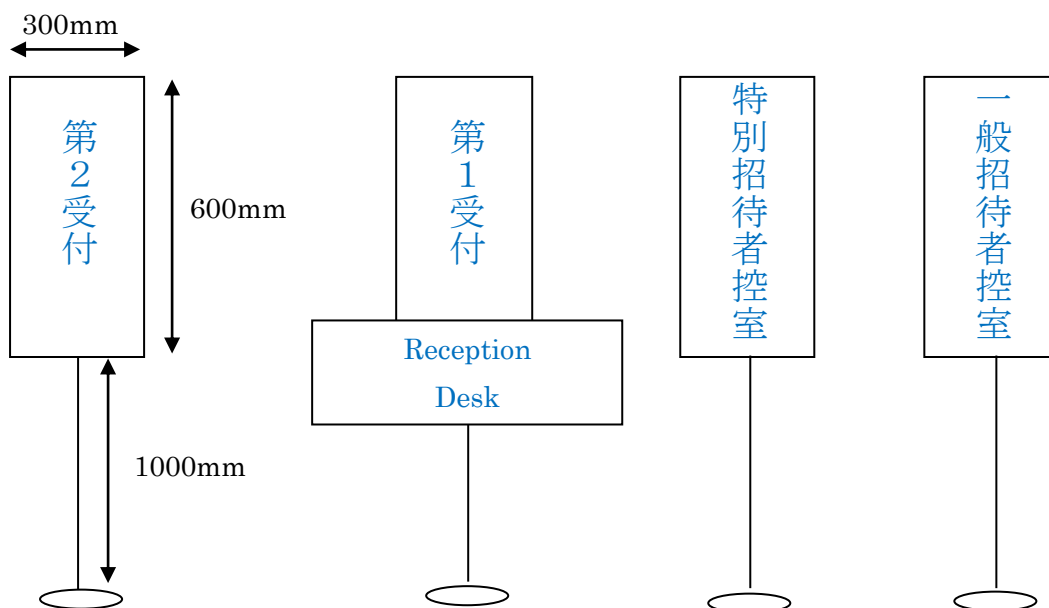 300mm
第２受付
600mm
1000mm
第１受付
Reception
Desk
特別招待者控室
一般招待者控室